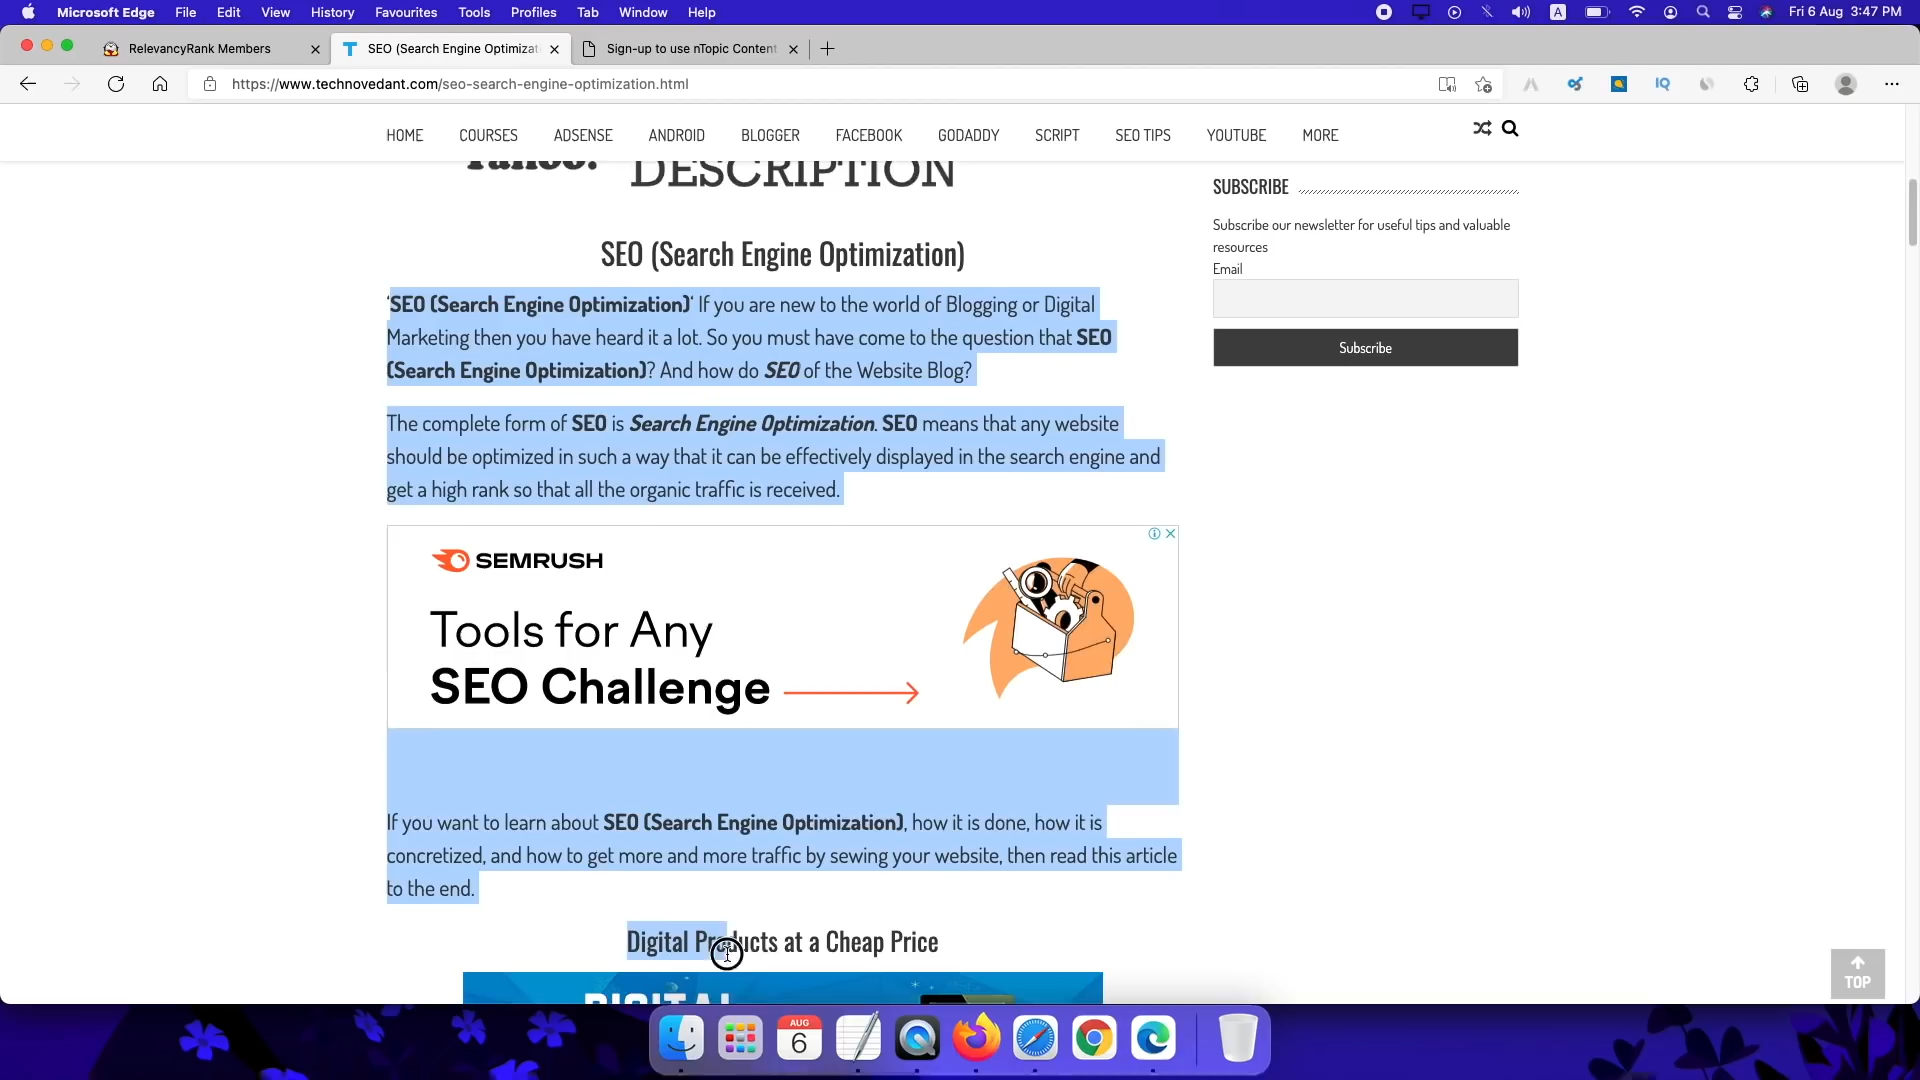 Microsoft Edge File Edit View History Favourites Tools Profiles Tab Window Help A Fri 6 Aug 3:47 PM
RelevancyRank Members SEO (Search Engine Optimizat Sign-up to use nTopic Content
https://www.technovedant.com/seo-search-engine-optimization.html IQ
HOME COURSES ADSENSE ANDROID BLOGGER FACEBOOK GODADDY SCRIPT SEO TIPS YOUTUBE MORE
Yahoo! DESCRIPTION
SEO (Search Engine Optimization)
‘SEO (Search Engine Optimization)‘ If you are new to the world of Blogging or Digital
Marketing then you have heard it a lot. So you must have come to the question that SEO
(Search Engine Optimization)? And how do SEO of the Website Blog?
The complete form of SEO is Search Engine Optimization. SEO means that any website
should be optimized in such a way that it can be effectively displayed in the search engine and
get a high rank so that all the organic traffic is received.
SEMRUSH
Tools for Any
SEO Challenge
If you want to learn about SEO (Search Engine Optimization), how it is done, how it is
concretized, and how to get more and more traffic by sewing your website, then read this article
to the end.
Digital Products at a Cheap Price
DIGITAL
SUBSCRIBE
Subscribe our newsletter for useful tips and valuable
resources
Email
Subscribe
TOP
AUG
6